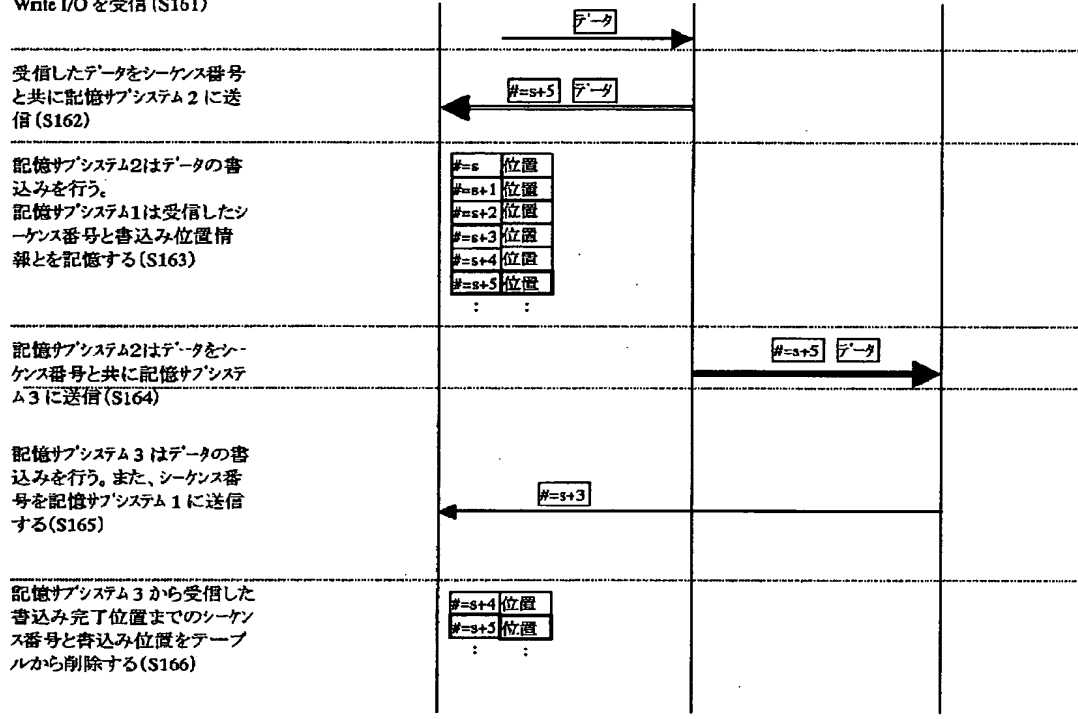 Write I/O を受信(S161)
データ
受信したデータをシーケンス番号
と共に記憶サブシステム2に送
信(S162)
#=s+5 データ
記憶サブシステム2はデータの書
込みを行う。
記憶サブシステム1は受信したシ
ーケンス番号と書込み位置情
報とを記憶する(S163)
#=s 位置
#=s+1 位置
#=s+2 位置
#=s+3 位置
#=s+4 位置
#=s+5 位置
: :
記憶サブシステム2はデータをシー
ケンス番号と共に記憶サブシステ
ム3に送信(S164)
#=s+5 データ
記憶サブシステム3はデータの書
込みを行う。また、シーケンス番
号を記憶サブシステム1に送信
する(S165)
#=s+3
記憶サブシステム3から受信した
書込み完了位置までのシーケン
ス番号と書込み位置をテーブ
ルから削除する(S166)
#=s+4 位置
#=s+5 位置
: :